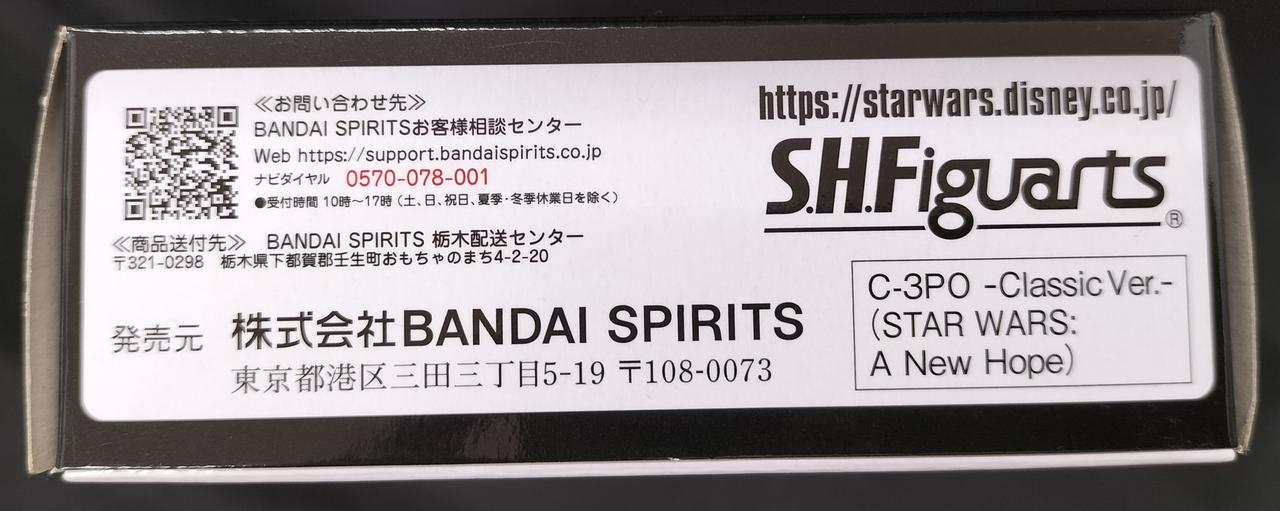 ≪お問い合わせ先≫
BANDAI SPIRITSお客様相談センター
Web https://support.bandaispirits.co.jp
ナビダイヤル 0570-078-001
●受付時間 10時～17時（土、日、祝日、夏季・冬季休業日を除く）
≪商品送付先≫ BANDAI SPIRITS 栃木配送センター
〒321-0298 栃木県下都賀郡壬生町おもちゃのまち4-2-20
発売元 株式会社BANDAI SPIRITS
東京都港区三田三丁目5-19 〒108-0073
https://starwars.disney.co.jp/
S.H.Figuarts®
C-3PO -Classic Ver.-
(STAR WARS:
A New Hope)